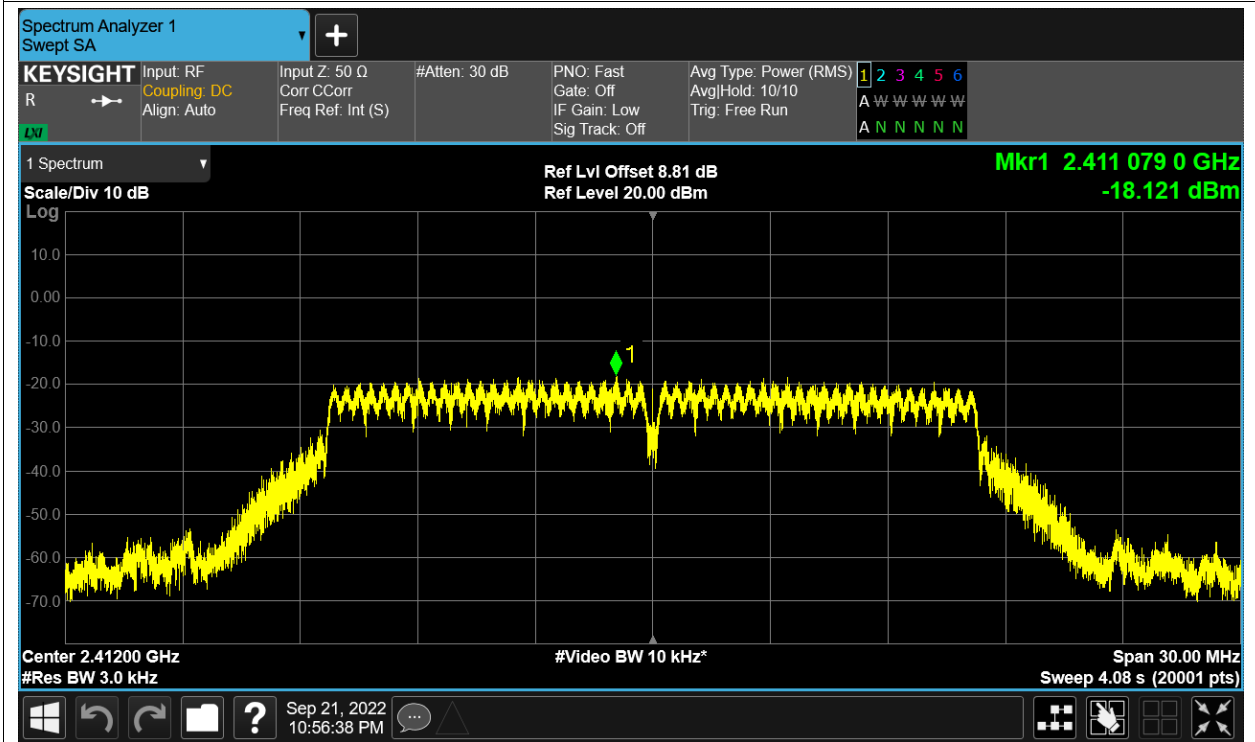 Spectrum Analyzer 1
Swept SA
+
KEYSIGHT
R
LXI
Input: RF
Coupling: DC
Align: Auto
Input Z: 50 Ω
Corr CCorr
Freq Ref: Int (S)
#Atten: 30 dB
PNO: Fast
Gate: Off
IF Gain: Low
Sig Track: Off
Avg Type: Power (RMS)
Avg|Hold: 10/10
Trig: Free Run
1 2 3 4 5 6
A W W W W W
A N N N N N
1 Spectrum
Scale/Div 10 dB
Log
Ref Lvl Offset 8.81 dB
Ref Level 20.00 dBm
Mkr1 2.411 079 0 GHz
-18.121 dBm
10.0
0.00
-10.0
-20.0
-30.0
-40.0
-50.0
-60.0
-70.0
1
Center 2.41200 GHz
#Res BW 3.0 kHz
#Video BW 10 kHz*
Span 30.00 MHz
Sweep 4.08 s (20001 pts)
?
Sep 21, 2022
10:56:38 PM